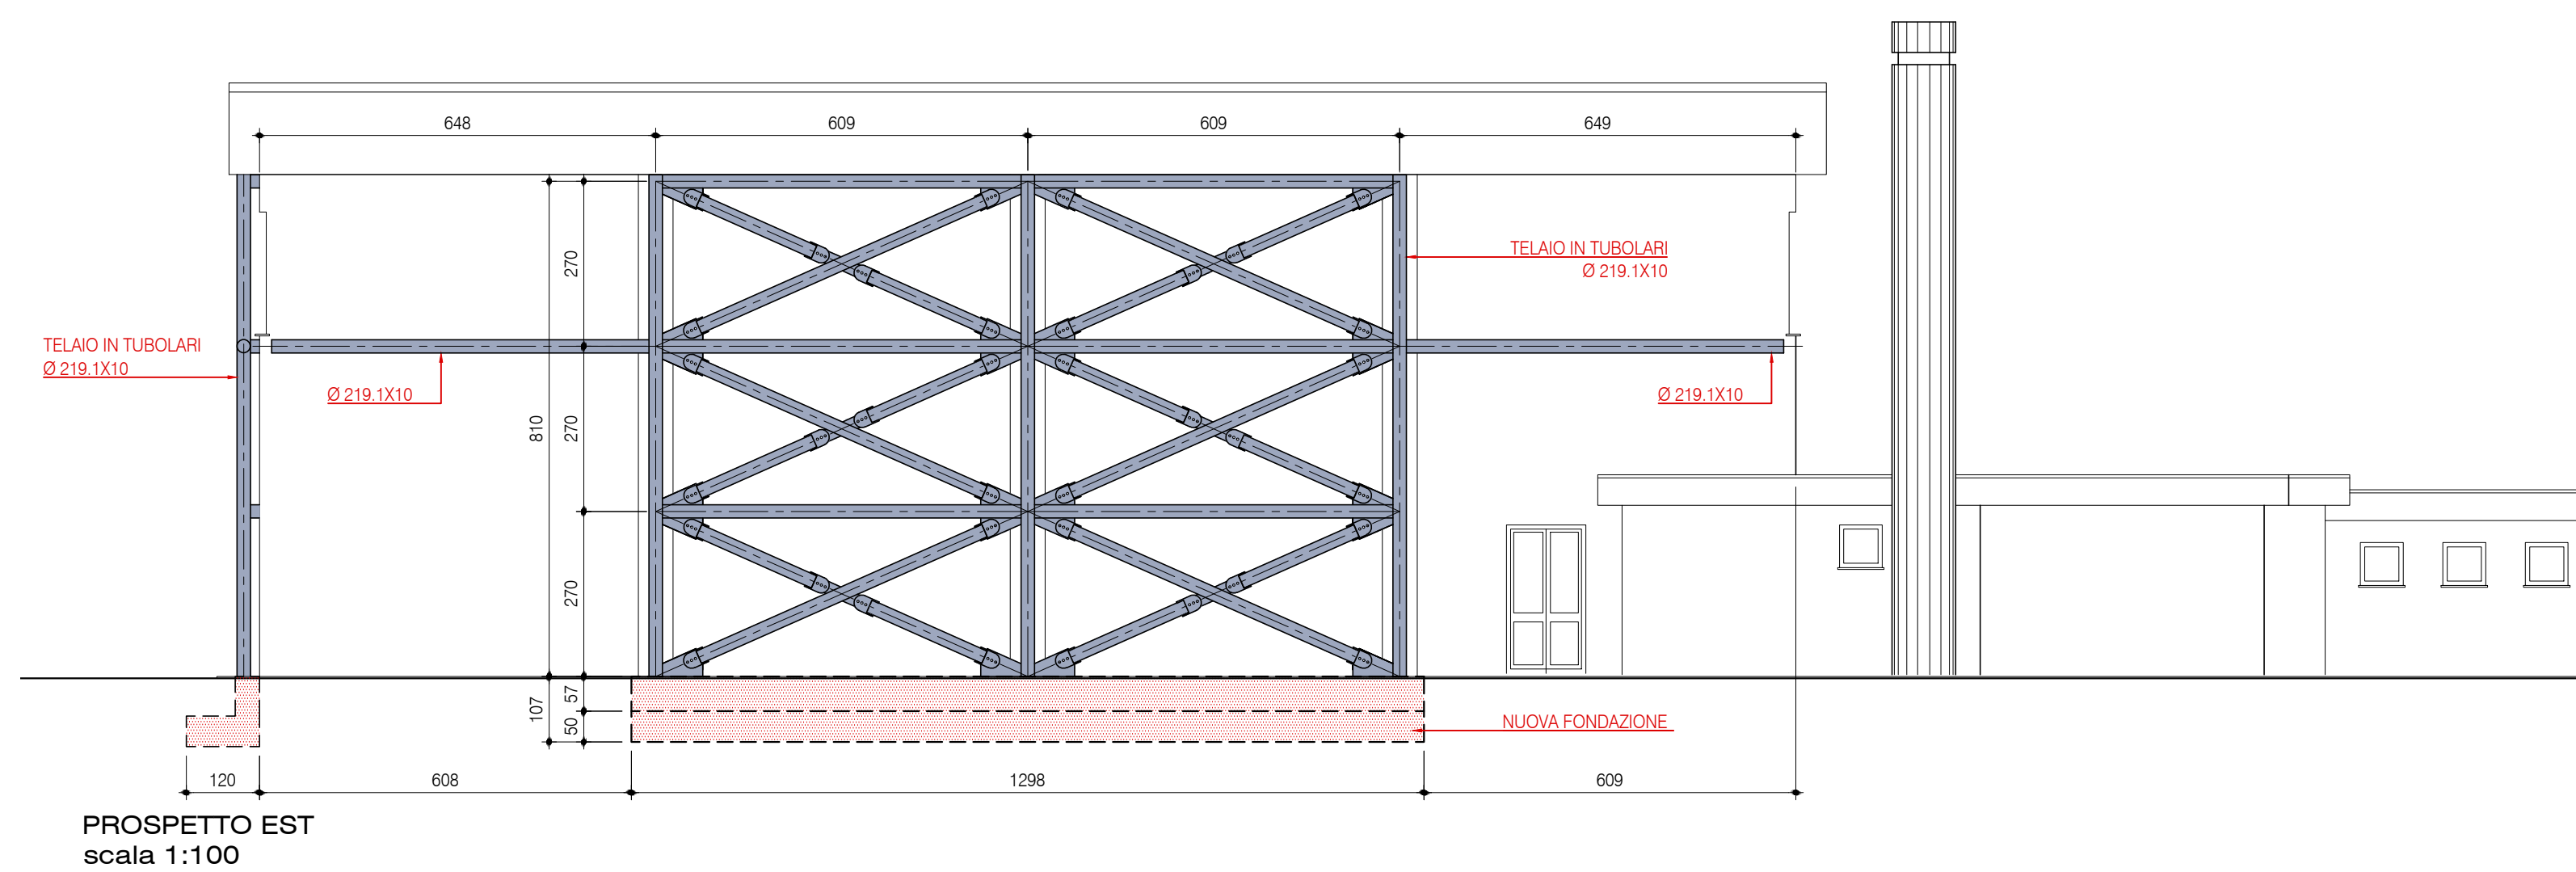 648
609
609
649
270
TELAIO IN TUBOLARI
Ø 219.1X10
TELAIO IN TUBOLARI
Ø 219.1X10
Ø 219.1X10
Ø 219.1X10
810
270
270
107
57
50
NUOVA FONDAZIONE
120
608
1298
609
PROSPETTO EST
scala 1:100